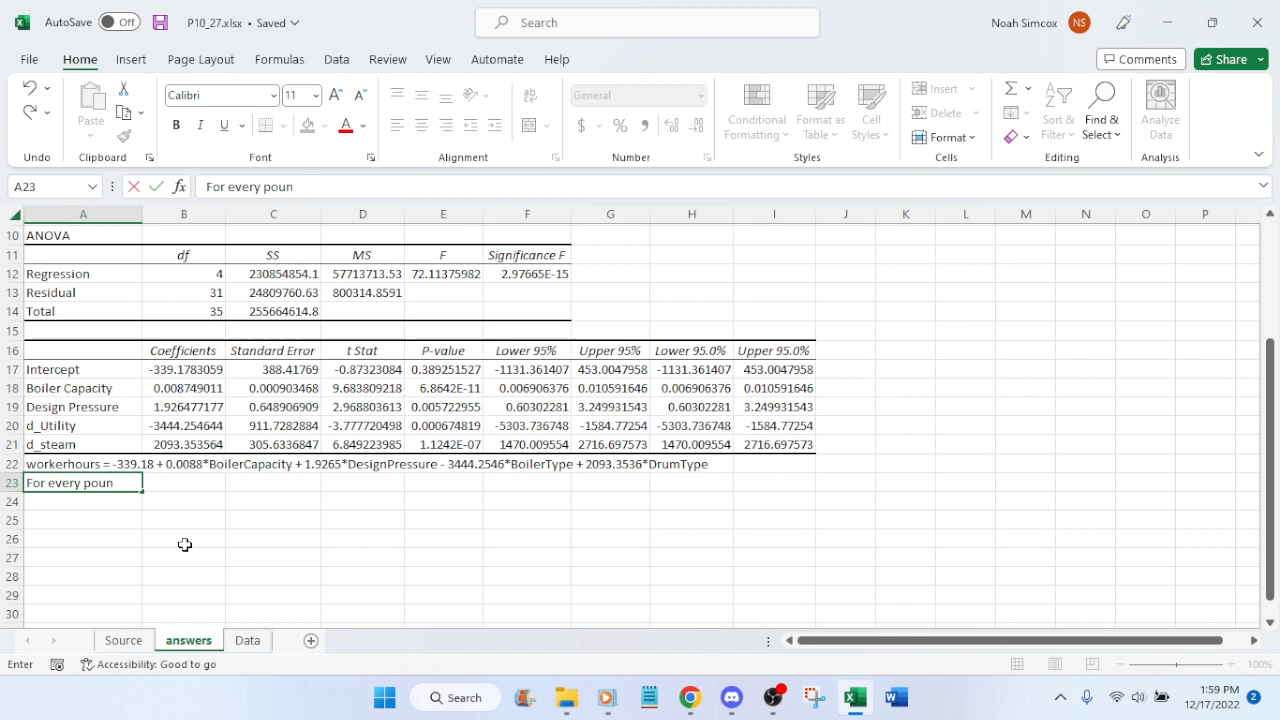 AutoSave Off P10_27.xlsx • Saved Search Noah Simcox NS
File Home Insert Page Layout Formulas Data Review View Automate Help Comments Share
Calibri 11 General Insert
Paste Conditional Formatting Format as Table Cell Styles Delete Sort & Filter Find & Select Analyze Data
Format
Undo Clipboard Font Alignment Number Styles Cells Editing Analysis
A23 fx For every poun
A B C D E F G H I J K L M N O P
10 ANOVA
11 df SS MS F Significance F
12 Regression 4 230854854.1 57713713.53 72.11375982 2.97665E-15
13 Residual 31 24809760.63 800314.8591
14 Total 35 255664614.8
15
16 Coefficients Standard Error t Stat P-value Lower 95% Upper 95% Lower 95.0% Upper 95.0%
17 Intercept -339.1783059 388.41769 -0.87323084 0.389251527 -1131.361407 453.0047958 -1131.361407 453.0047958
18 Boiler Capacity 0.008749011 0.000903468 9.683809218 6.8642E-11 0.006906376 0.010591646 0.006906376 0.010591646
19 Design Pressure 1.926477177 0.648906909 2.968803613 0.005722955 0.60302281 3.249931543 0.60302281 3.249931543
20 d_Utility -3444.254644 911.7282884 -3.777720498 0.000674819 -5303.736748 -1584.77254 -5303.736748 -1584.77254
21 d_steam 2093.353564 305.6336847 6.849223985 1.1242E-07 1470.009554 2716.697573 1470.009554 2716.697573
22 workerhours = -339.18 + 0.0088*BoilerCapacity + 1.9265*DesignPressure - 3444.2546*BoilerType + 2093.3536*DrumType
23 For every poun
24
25
26
27
28
29
30
Source answers Data
Enter Accessibility: Good to go 100%
Search 1:59 PM
12/17/2022 2